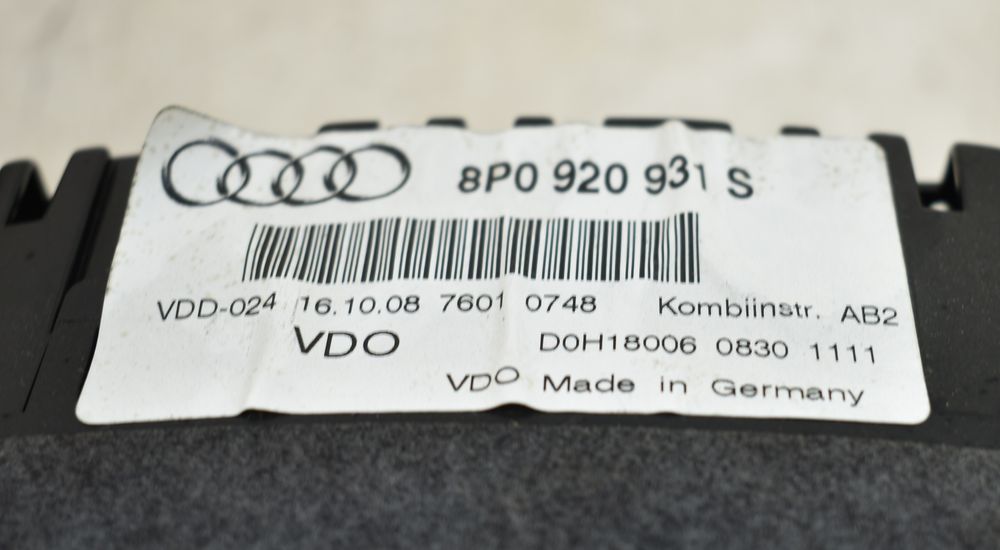 8P0 920 931 S
VDD-024 16.10.08 7601 0748 Kombiinstr. AB2
VDO D0H18006 0830 1111
VDO Made in Germany